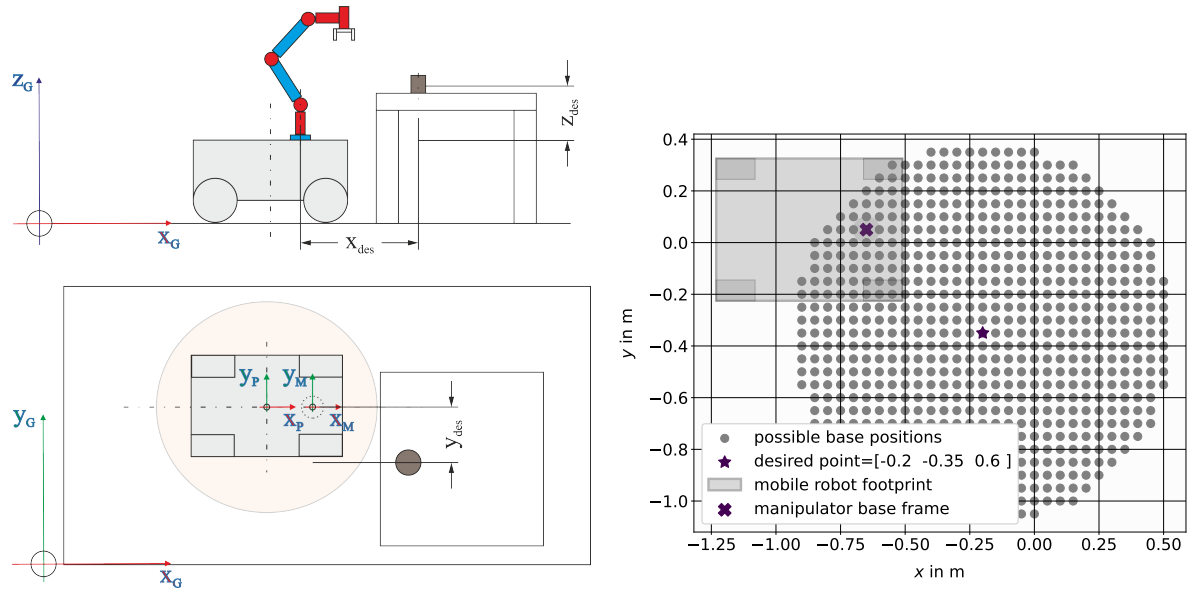 z_G
x_G
x_des
z_des
y_G
x_G
y_P
x_P
y_M
x_M
y_des
0.4
0.2
0.0
−0.2
−0.4
−0.6
−0.8
−1.0
y in m
possible base positions
desired point=[-0.2 -0.35 0.6 ]
mobile robot footprint
manipulator base frame
−1.25 −1.00 −0.75 −0.50 −0.25 0.00 0.25 0.50
x in m